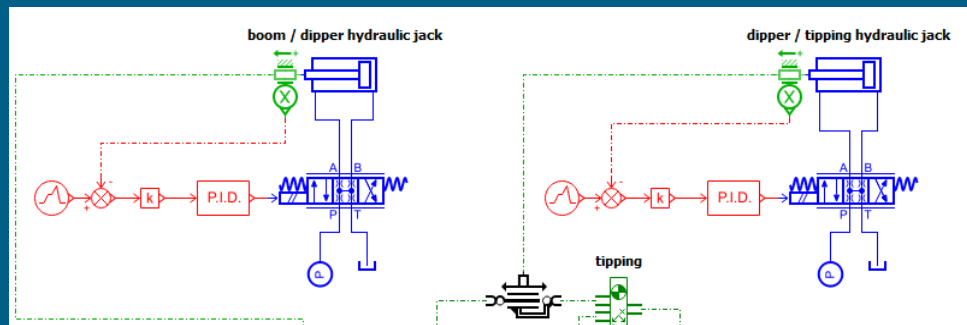 boom / dipper hydraulic jack
dipper / tipping hydraulic jack
X
X
A B
A B
k
P.I.D.
k
P.I.D.
P T
P T
P
P
tipping